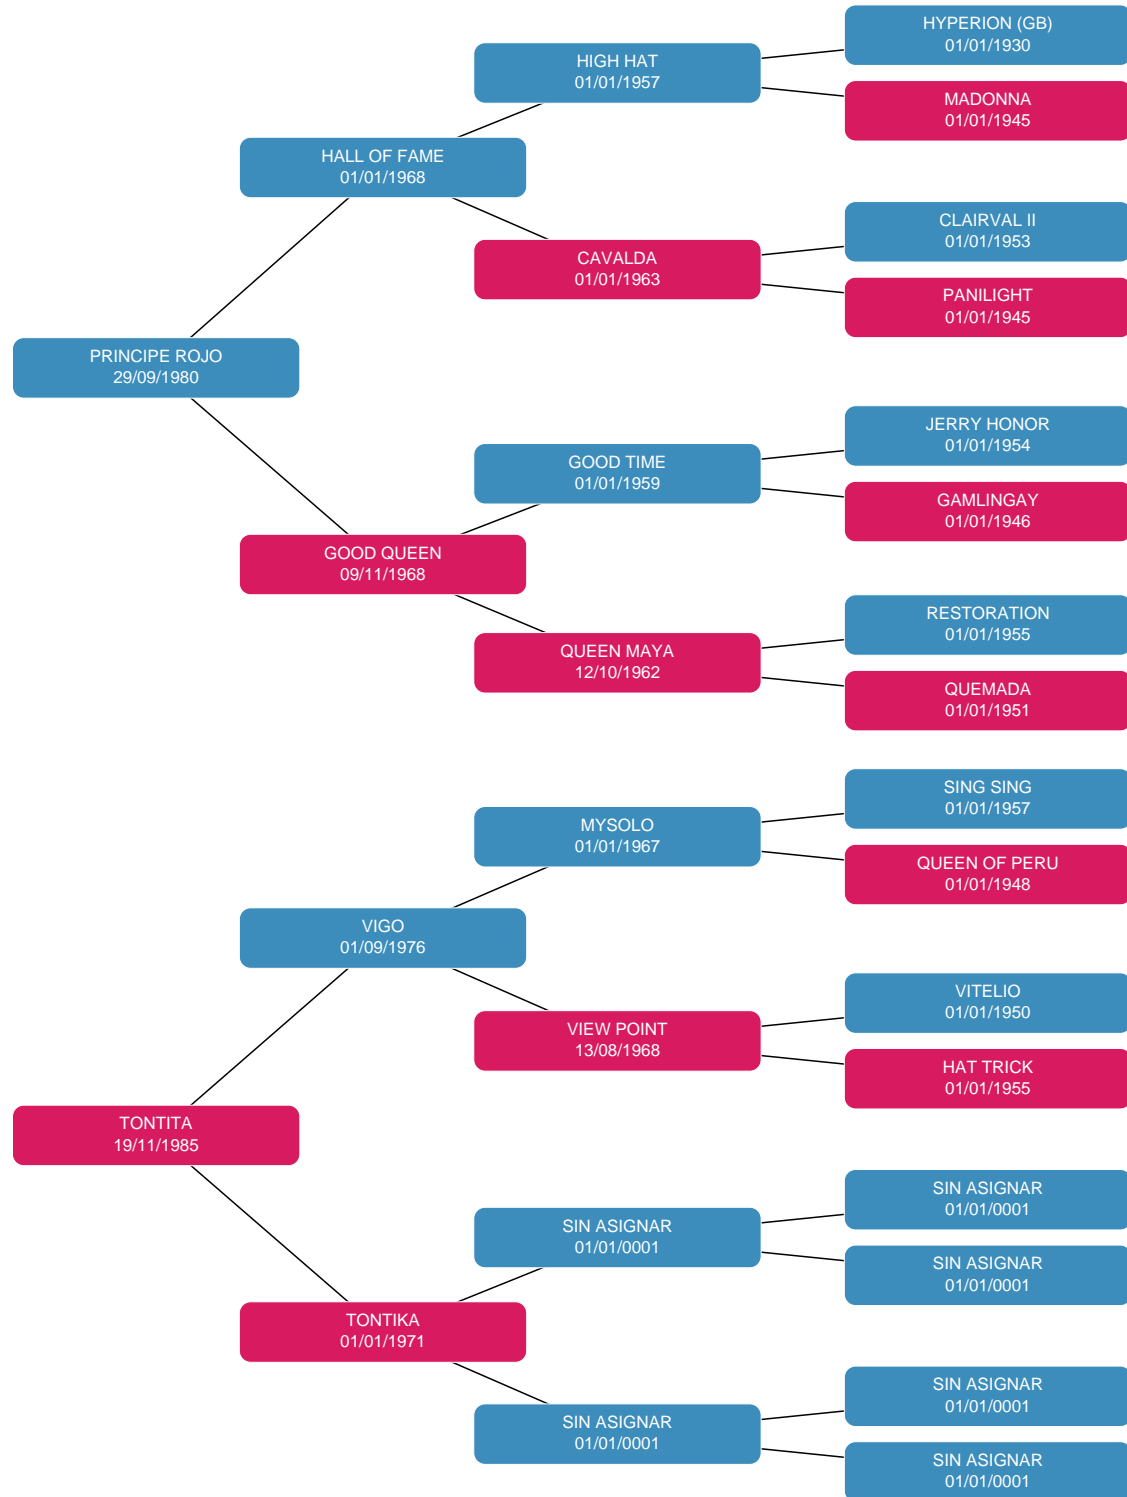 HYPERION (GB)
01/01/1930
HIGH HAT
01/01/1957
MADONNA
01/01/1945
HALL OF FAME
01/01/1968
CLAIRVAL II
01/01/1953
CAVALDA
01/01/1963
PANILIGHT
01/01/1945
PRINCIPE ROJO
29/09/1980
JERRY HONOR
01/01/1954
GOOD TIME
01/01/1959
GAMLINGAY
01/01/1946
GOOD QUEEN
09/11/1968
RESTORATION
01/01/1955
QUEEN MAYA
12/10/1962
QUEMADA
01/01/1951
SING SING
01/01/1957
MYSOLO
01/01/1967
QUEEN OF PERU
01/01/1948
VIGO
01/09/1976
VITELIO
01/01/1950
VIEW POINT
13/08/1968
HAT TRICK
01/01/1955
TONTITA
19/11/1985
SIN ASIGNAR
01/01/0001
SIN ASIGNAR
01/01/0001
SIN ASIGNAR
01/01/0001
TONTIKA
01/01/1971
SIN ASIGNAR
01/01/0001
SIN ASIGNAR
01/01/0001
SIN ASIGNAR
01/01/0001